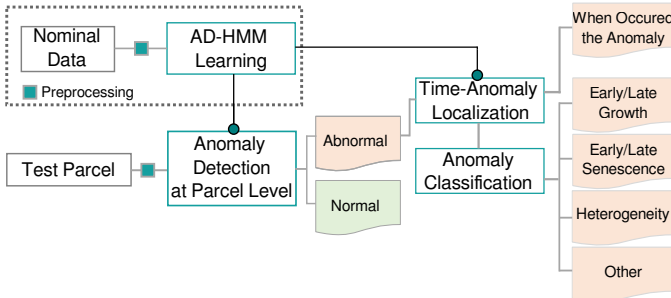 Nominal
Data
AD-HMM
Learning
Preprocessing
Test Parcel
Anomaly
Detection
at Parcel Level
Abnormal
Normal
Time-Anomaly
Localization
Anomaly
Classification
When Occured
the Anomaly
Early/Late
Growth
Early/Late
Senescence
Heterogeneity
Other